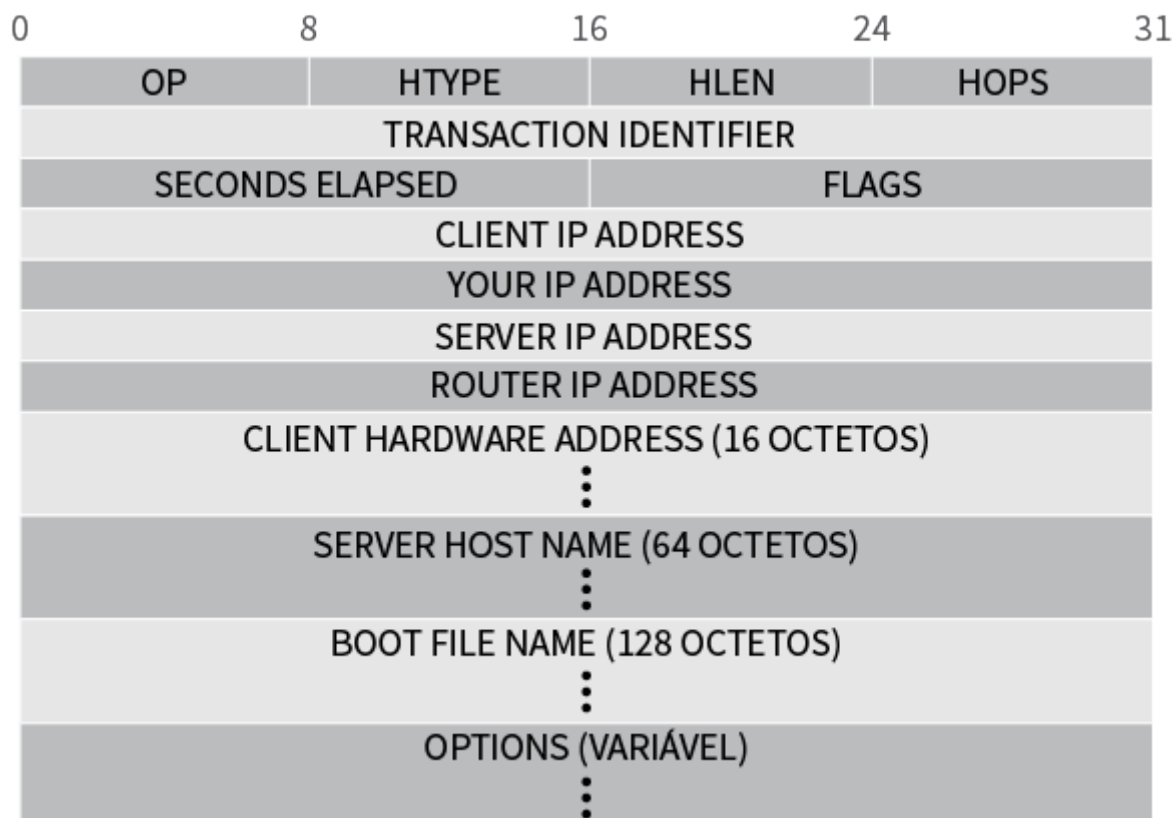 0 8 16 24 31
OP HTYPE HLEN HOPS
TRANSACTION IDENTIFIER
SECONDS ELAPSED FLAGS
CLIENT IP ADDRESS
YOUR IP ADDRESS
SERVER IP ADDRESS
ROUTER IP ADDRESS
CLIENT HARDWARE ADDRESS (16 OCTETOS)
SERVER HOST NAME (64 OCTETOS)
BOOT FILE NAME (128 OCTETOS)
OPTIONS (VARIÁVEL)